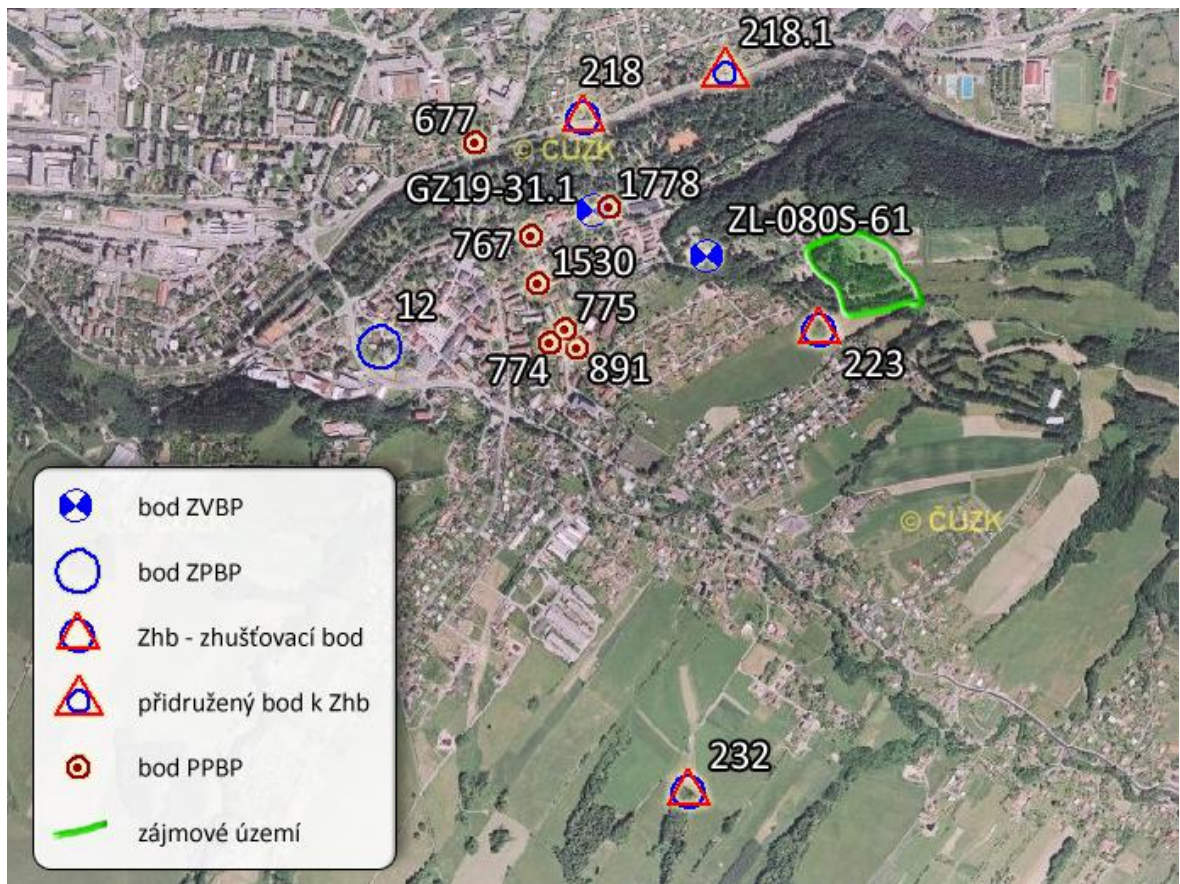 218.1
218
677
© ČÚZK
GZ19-31.1
1778
767
ZL-080S-61
1530
12
775
774
891
223
bod ZVBP
© ČÚZK
bod ZPBP
Zhb - zhušťovací bod
přidružený bod k Zhb
232
bod PPBP
zájmové území